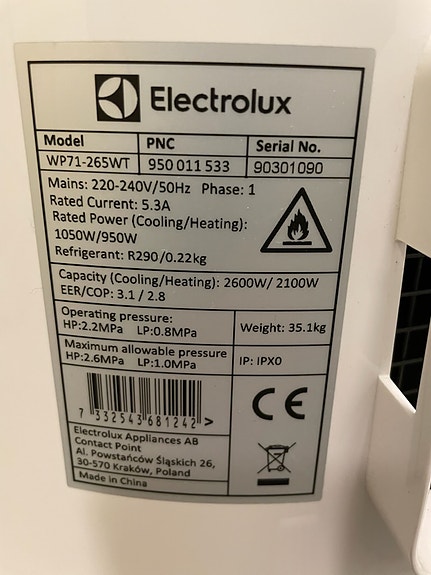 Electrolux
Model PNC Serial No.
WP71-265WT 950 011 533 90301090
Mains: 220-240V/50Hz Phase: 1
Rated Current: 5.3A
Rated Power (Cooling/Heating):
1050W/950W
Refrigerant: R290/0.22kg
Capacity (Cooling/Heating): 2600W/ 2100W
EER/COP: 3.1 / 2.8
Operating pressure:
HP:2.2MPa LP:0.8MPa
Weight: 35.1kg
Maximum allowable pressure
HP:2.6MPa LP:1.0MPa
IP: IPX0
7 332543 681242 >
CE
Electrolux Appliances AB
Contact Point
Al. Powstańców Śląskich 26,
30-570 Kraków, Poland
Made in China